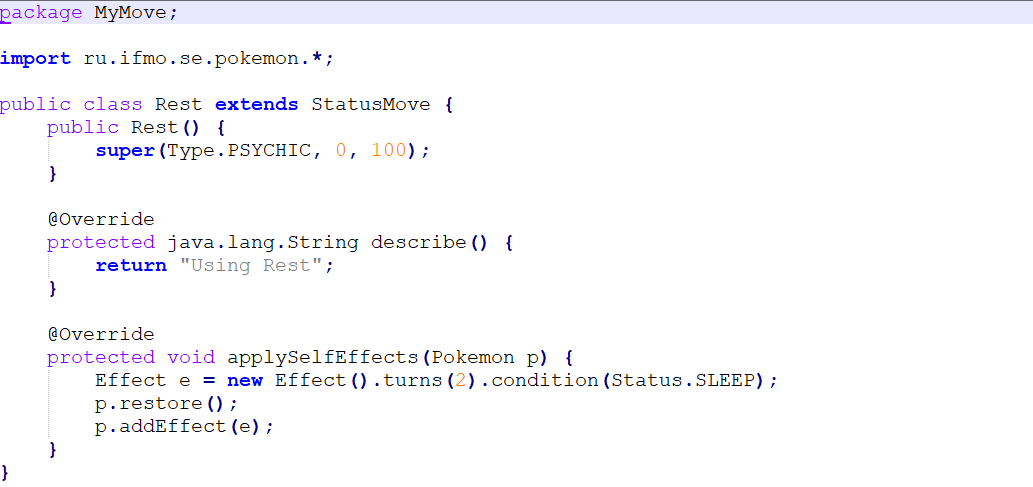 package MyMove;
import ru.ifmo.se.pokemon.*;
public class Rest extends StatusMove {
public Rest() {
super(Type.PSYCHIC, 0, 100);
}
@Override
protected java.lang.String describe() {
return "Using Rest";
}
@Override
protected void applySelfEffects(Pokemon p) {
Effect e = new Effect().turns(2).condition(Status.SLEEP);
p.restore();
p.addEffect(e);
}
}